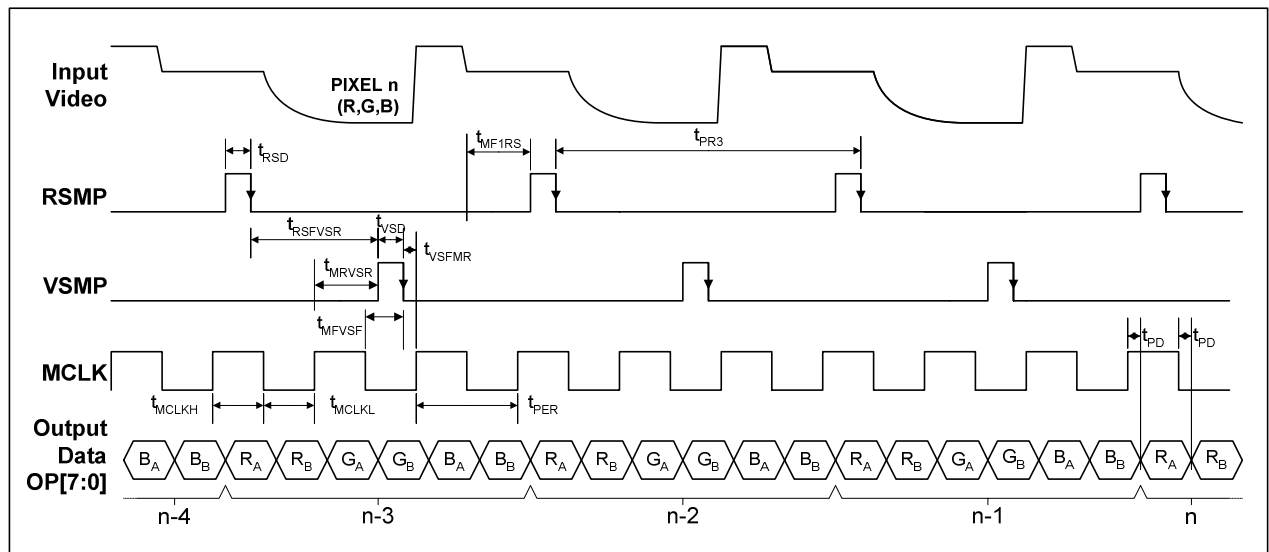 Input
Video
PIXEL n
(R,G,B)
tRSD
tMF1RS
tPR3
RSMP
tRSFVSR
tVSD
tVSFMR
tMRVSR
VSMP
tMFVSF
tPD
tPD
MCLK
tMCLKH
tMCLKL
tPER
Output
Data
OP[7:0]
BA BB RA RB GA GB BA BB RA RB GA GB BA BB RA RB GA GB BA BB RA RB
n-4 n-3 n-2 n-1 n